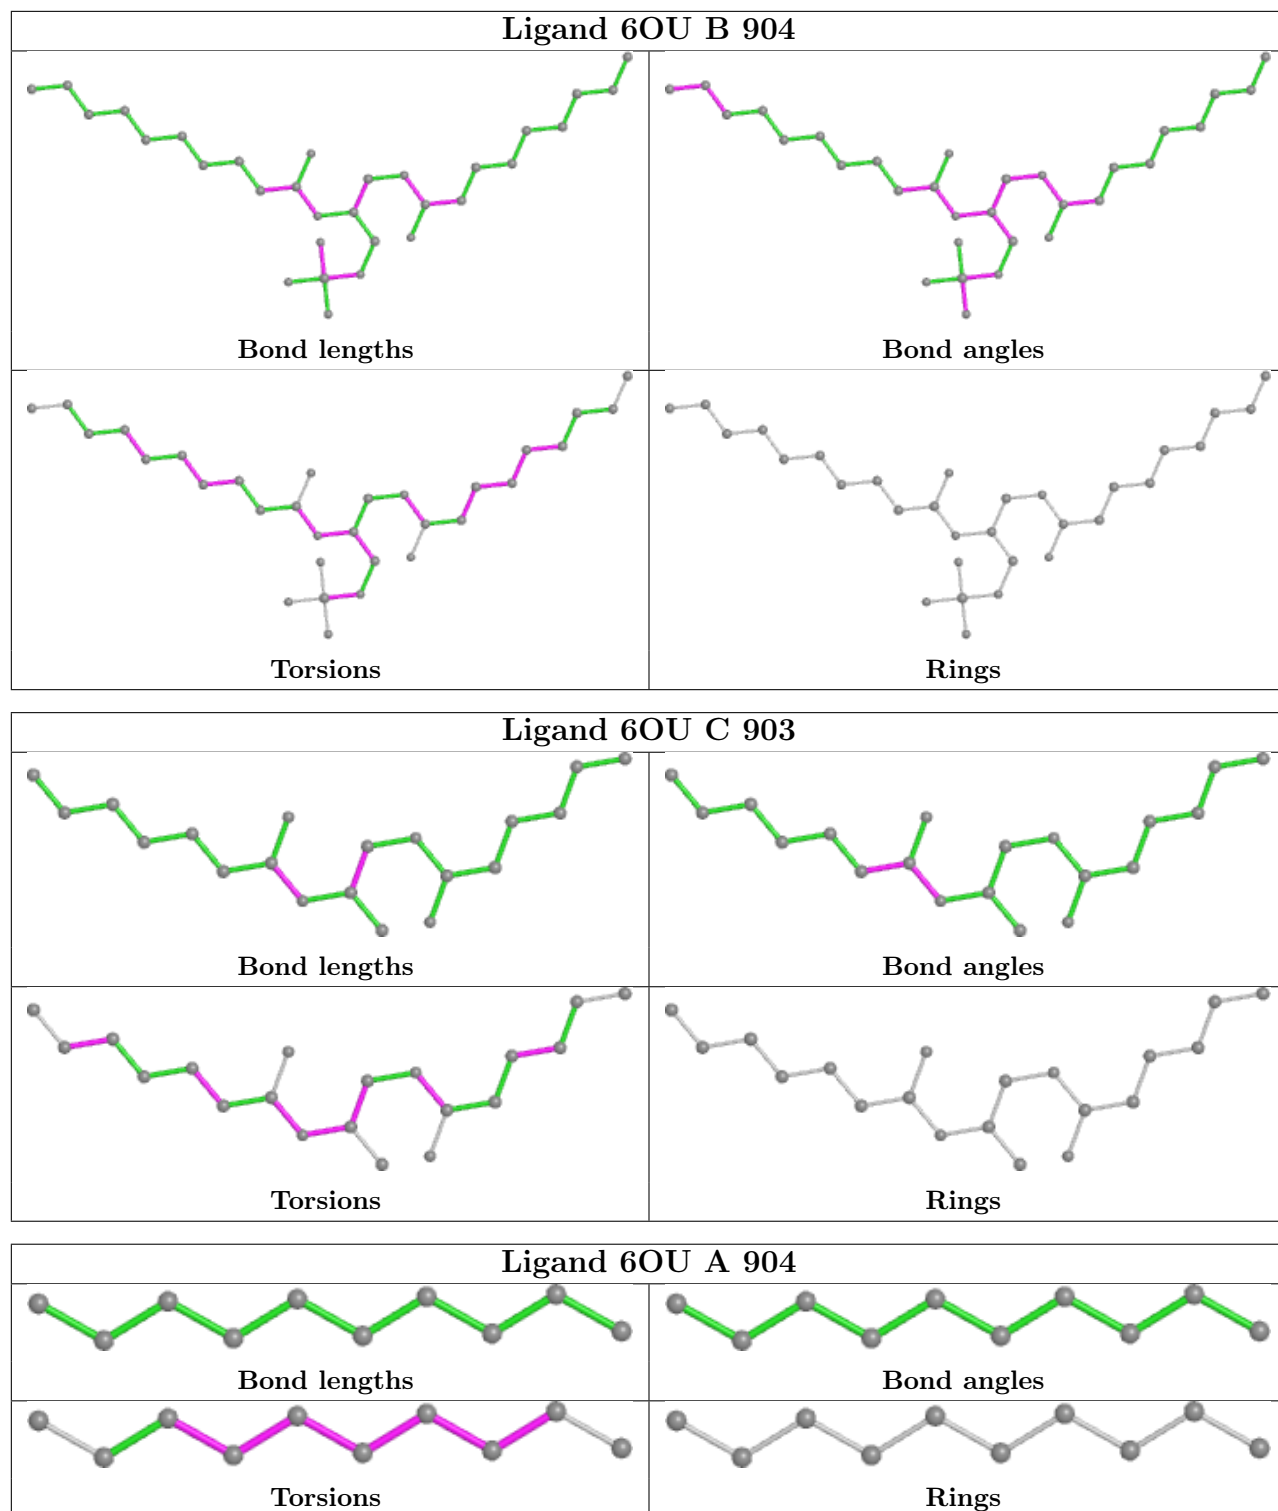 Ligand 6OU B 904
Bond lengths
Bond angles
Torsions
Rings
Ligand 6OU C 903
Bond lengths
Bond angles
Torsions
Rings
Ligand 6OU A 904
Bond lengths
Bond angles
Torsions
Rings